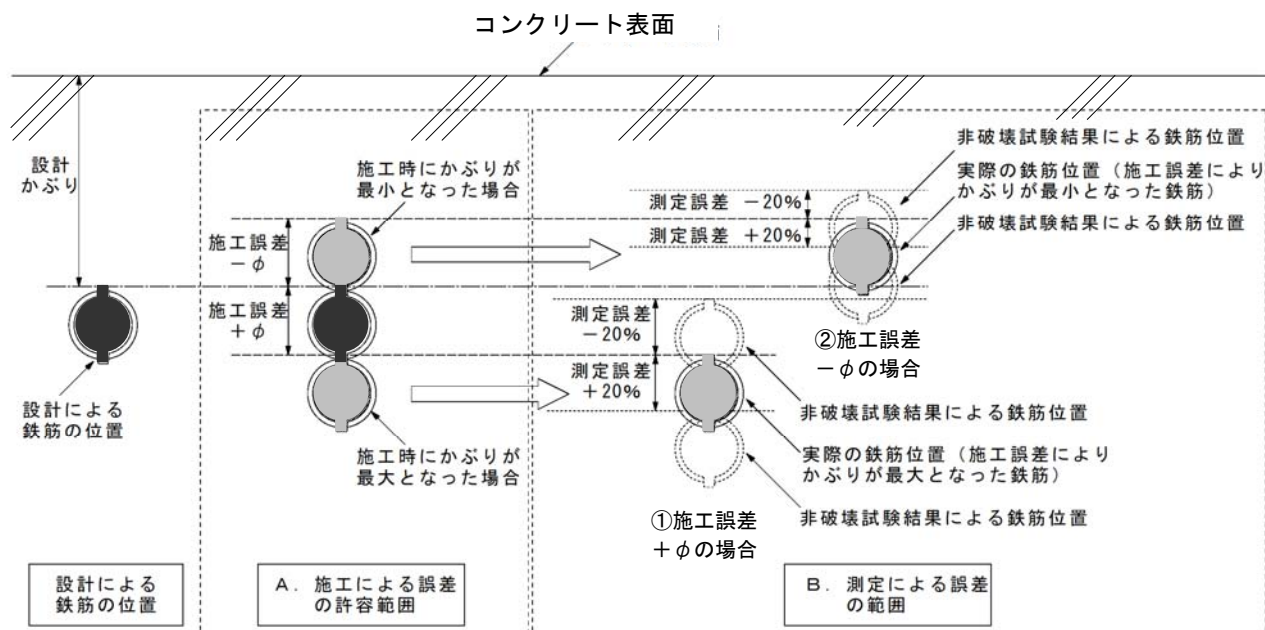 コンクリート表面
設計
かぶり
施工時にかぶりが
最小となった場合
施工誤差
－φ
施工誤差
＋φ
設計による
鉄筋の位置
施工時にかぶりが
最大となった場合
測定誤差 －20%
測定誤差 ＋20%
非破壊試験結果による鉄筋位置
実際の鉄筋位置（施工誤差により
かぶりが最小となった鉄筋）
非破壊試験結果による鉄筋位置
測定誤差
－20%
測定誤差
＋20%
②施工誤差
－φの場合
非破壊試験結果による鉄筋位置
実際の鉄筋位置（施工誤差により
かぶりが最大となった鉄筋）
非破壊試験結果による鉄筋位置
①施工誤差
＋φの場合
設計による
鉄筋の位置
A. 施工による誤差
の許容範囲
B. 測定による誤差
の範囲